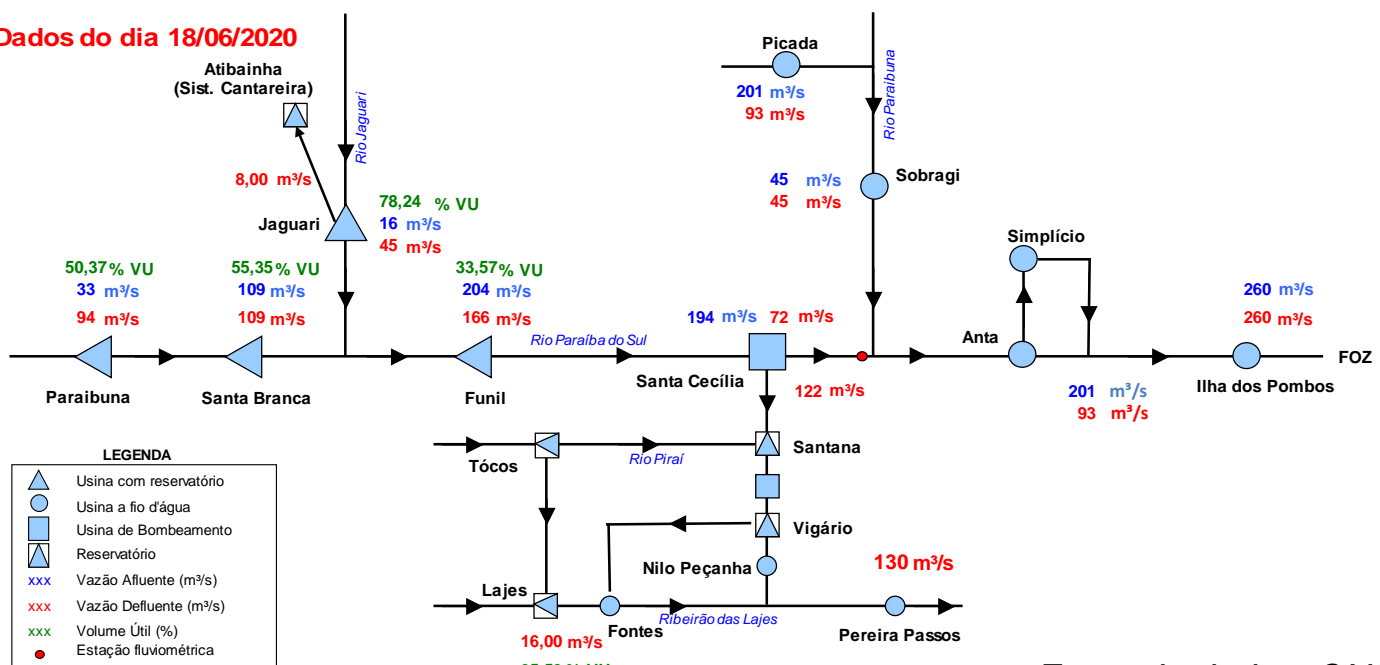 Dados do dia 18/06/2020
Atibainha
(Sist. Cantareira)
Rio Jaguari
8,00 m³/s
Jaguari
78,24 % VU
16 m³/s
45 m³/s
Picada
201 m³/s
93 m³/s
Rio Paraibuna
45 m³/s
45 m³/s
Sobragi
Simplício
50,37 % VU
33 m³/s
94 m³/s
Paraibuna
55,35 % VU
109 m³/s
109 m³/s
Santa Branca
33,57 % VU
204 m³/s
166 m³/s
Funil
Rio Paraíba do Sul
194 m³/s 72 m³/s
Santa Cecília
122 m³/s
Anta
201 m³/s
93 m³/s
260 m³/s
260 m³/s
Ilha dos Pombos
FOZ
Tócos
Rio Piraí
Santana
Vigário
Nilo Peçanha
130 m³/s
Lajes
Fontes
Ribeirão das Lajes
Pereira Passos
16,00 m³/s
LEGENDA
Usina com reservatório
Usina a fio d'água
Usina de Bombeamento
Reservatório
xxx Vazão Afluente (m³/s)
xxx Vazão Defluente (m³/s)
xxx Volume Útil (%)
Estação fluviométrica